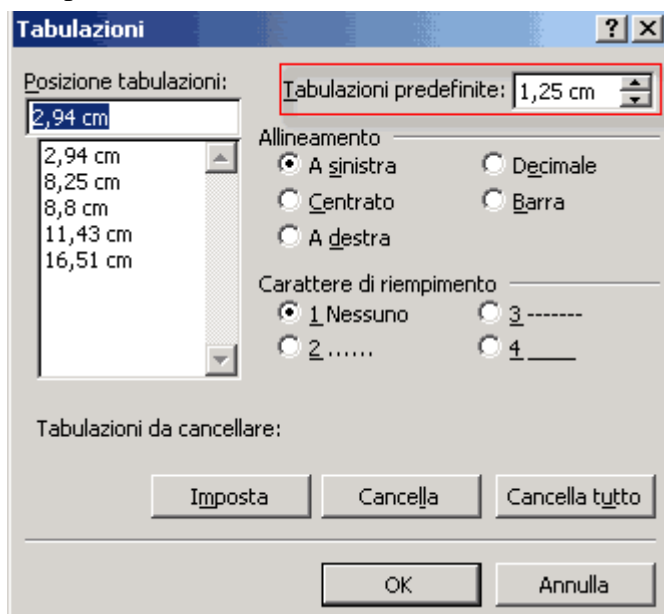 Tabulazioni
Posizione tabulazioni:
Tabulazioni predefinite: 1,25 cm
2,94 cm
2,94 cm
8,25 cm
8,8 cm
11,43 cm
16,51 cm
Allineamento
A sinistra
Decimale
Centrato
Barra
A destra
Carattere di riempimento
1 Nessuno
3 -------
2 ......
4 ____
Tabulazioni da cancellare:
Imposta
Cancella
Cancella tutto
OK
Annulla